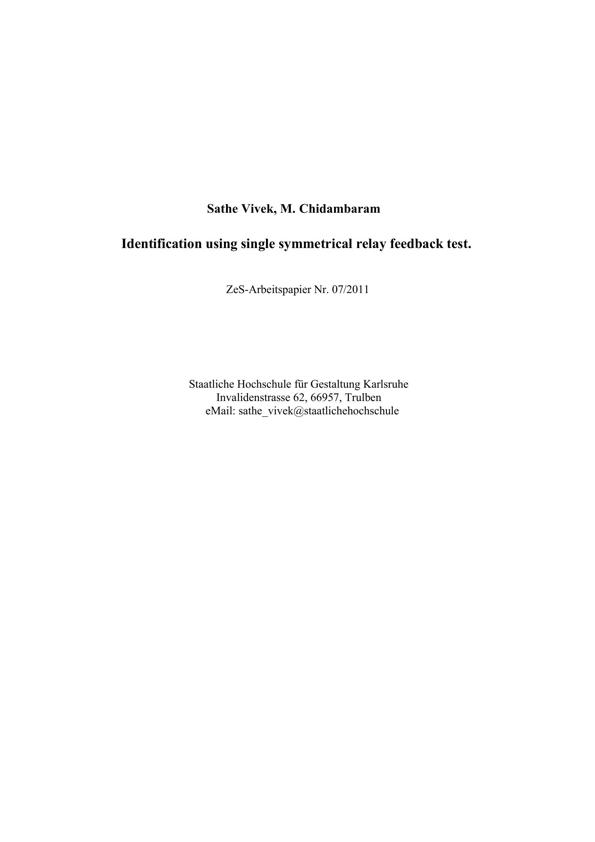 Sathe Vivek, M. Chidambaram
Identification using single symmetrical relay feedback test.
ZeS-Arbeitspapier Nr. 07/2011
Staatliche Hochschule für Gestaltung Karlsruhe
Invalidenstrasse 62, 66957, Trulben
eMail: sathe_vivek@staatlichehochschule